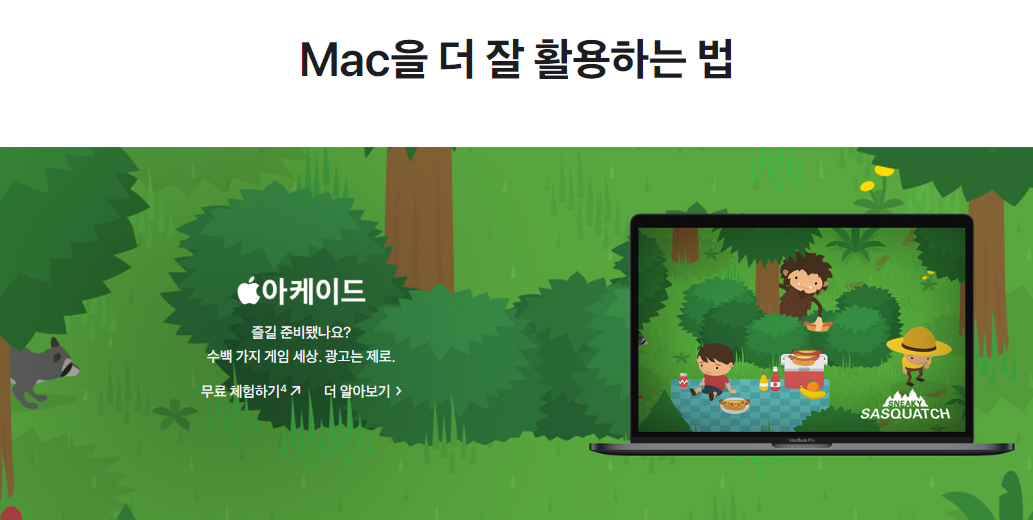 Mac을 더 잘 활용하는 법
아케이드
즐길 준비됐나요?
수백 가지 게임 세상. 광고는 제로.
무료 체험하기4 더 알아보기
SNEAKY
SASQUATCH
MacBook Pro